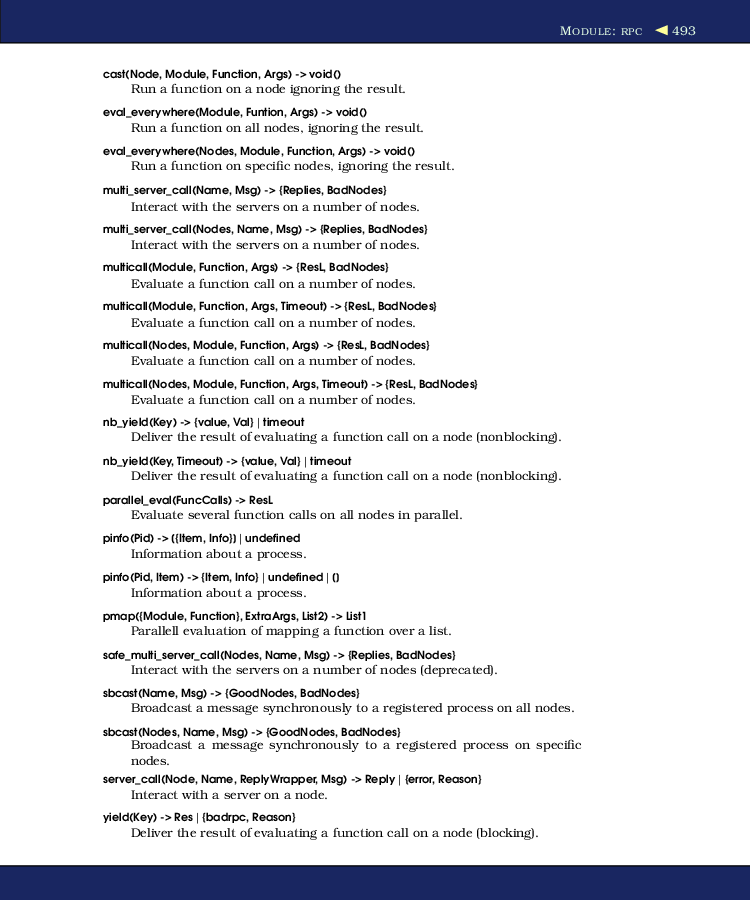 MODULE: RPC ◀ 493
cast(Node, Module, Function, Args) -> void()
Run a function on a node ignoring the result.
eval_everywhere(Module, Funtion, Args) -> void()
Run a function on all nodes, ignoring the result.
eval_everywhere(Nodes, Module, Function, Args) -> void()
Run a function on specific nodes, ignoring the result.
multi_server_call(Name, Msg) -> {Replies, BadNodes}
Interact with the servers on a number of nodes.
multi_server_call(Nodes, Name, Msg) -> {Replies, BadNodes}
Interact with the servers on a number of nodes.
multicall(Module, Function, Args) -> {ResL, BadNodes}
Evaluate a function call on a number of nodes.
multicall(Module, Function, Args, Timeout) -> {ResL, BadNodes}
Evaluate a function call on a number of nodes.
multicall(Nodes, Module, Function, Args) -> {ResL, BadNodes}
Evaluate a function call on a number of nodes.
multicall(Nodes, Module, Function, Args, Timeout) -> {ResL, BadNodes}
Evaluate a function call on a number of nodes.
nb_yield(Key) -> {value, Val} | timeout
Deliver the result of evaluating a function call on a node (nonblocking).
nb_yield(Key, Timeout) -> {value, Val} | timeout
Deliver the result of evaluating a function call on a node (nonblocking).
parallel_eval(FuncCalls) -> ResL
Evaluate several function calls on all nodes in parallel.
pinfo(Pid) -> [{Item, Info}] | undefined
Information about a process.
pinfo(Pid, Item) -> {Item, Info} | undefined | []
Information about a process.
pmap({Module, Function}, ExtraArgs, List2) -> List1
Parallell evaluation of mapping a function over a list.
safe_multi_server_call(Nodes, Name, Msg) -> {Replies, BadNodes}
Interact with the servers on a number of nodes (deprecated).
sbcast(Name, Msg) -> {GoodNodes, BadNodes}
Broadcast a message synchronously to a registered process on all nodes.
sbcast(Nodes, Name, Msg) -> {GoodNodes, BadNodes}
Broadcast a message synchronously to a registered process on specific
nodes.
server_call(Node, Name, ReplyWrapper, Msg) -> Reply | {error, Reason}
Interact with a server on a node.
yield(Key) -> Res | {badrpc, Reason}
Deliver the result of evaluating a function call on a node (blocking).